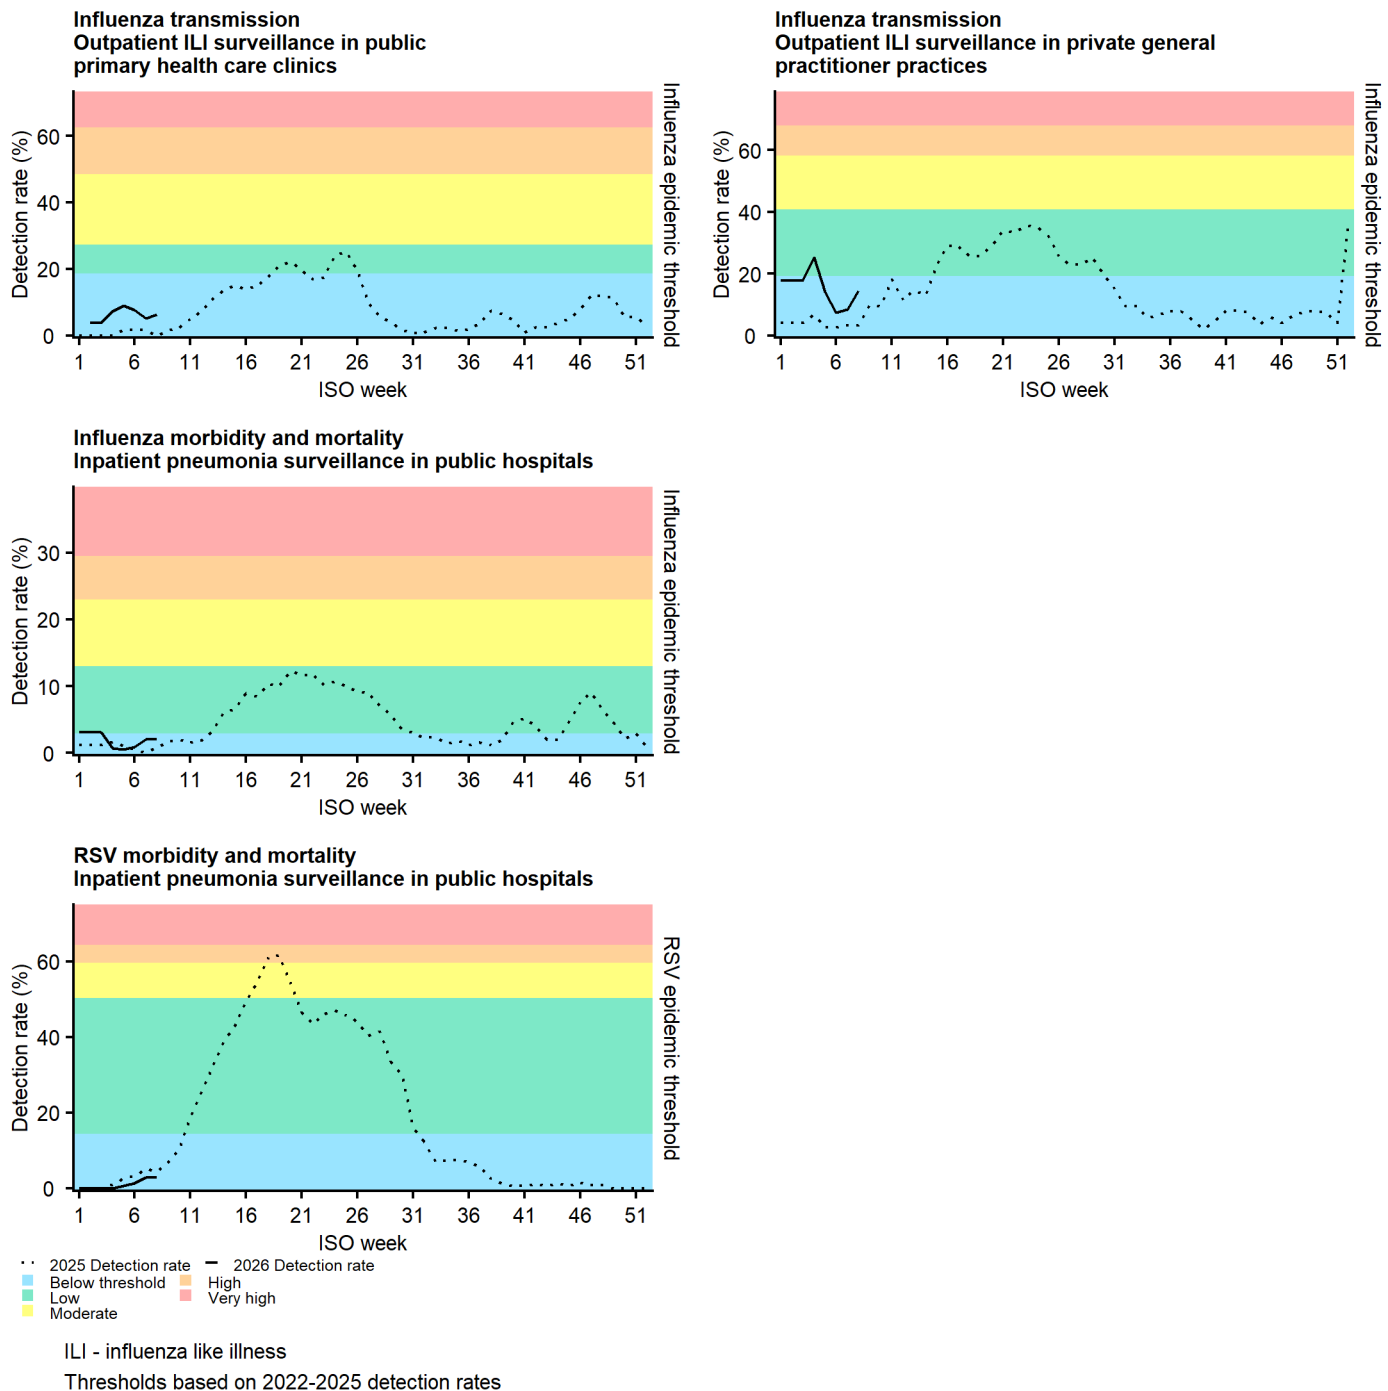 Influenza transmission
Outpatient ILI surveillance in public
primary health care clinics
Detection rate (%)
60
40
20
0
1 6 11 16 21 26 31 36 41 46 51
ISO week
Influenza epidemic threshold
Influenza transmission
Outpatient ILI surveillance in private general
practitioner practices
Detection rate (%)
60
40
20
0
1 6 11 16 21 26 31 36 41 46 51
ISO week
Influenza epidemic threshold
Influenza morbidity and mortality
Inpatient pneumonia surveillance in public hospitals
Detection rate (%)
30
20
10
0
1 6 11 16 21 26 31 36 41 46 51
ISO week
Influenza epidemic threshold
RSV morbidity and mortality
Inpatient pneumonia surveillance in public hospitals
Detection rate (%)
60
40
20
0
1 6 11 16 21 26 31 36 41 46 51
ISO week
RSV epidemic threshold
2025 Detection rate 2026 Detection rate
Below threshold High
Low Very high
Moderate
ILI - influenza like illness
Thresholds based on 2022-2025 detection rates